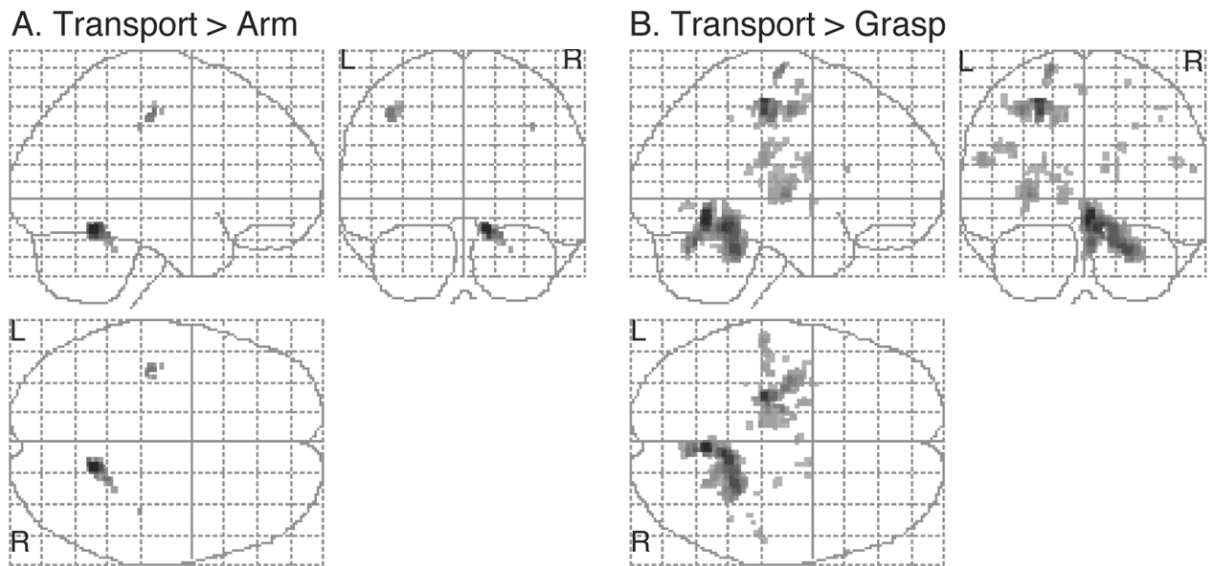 A. Transport > Arm
L R
L
R
B. Transport > Grasp
L R
L
R